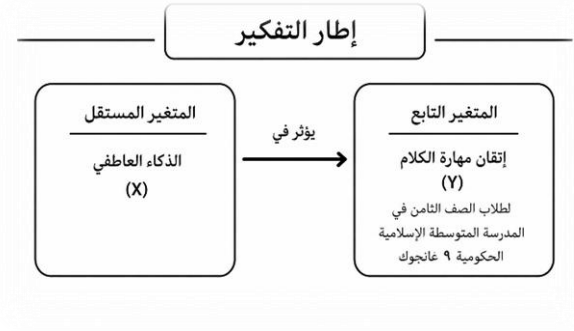 إطار التفكير
المتغير المستقل
الذكاء العاطفي
(X)
يؤثر في
المتغير التابع
إتقان مهارة الكلام
(Y)
لطلاب الصف الثامن في
المدرسة المتوسطة الإسلامية
الحكومية ٩ غانجوك